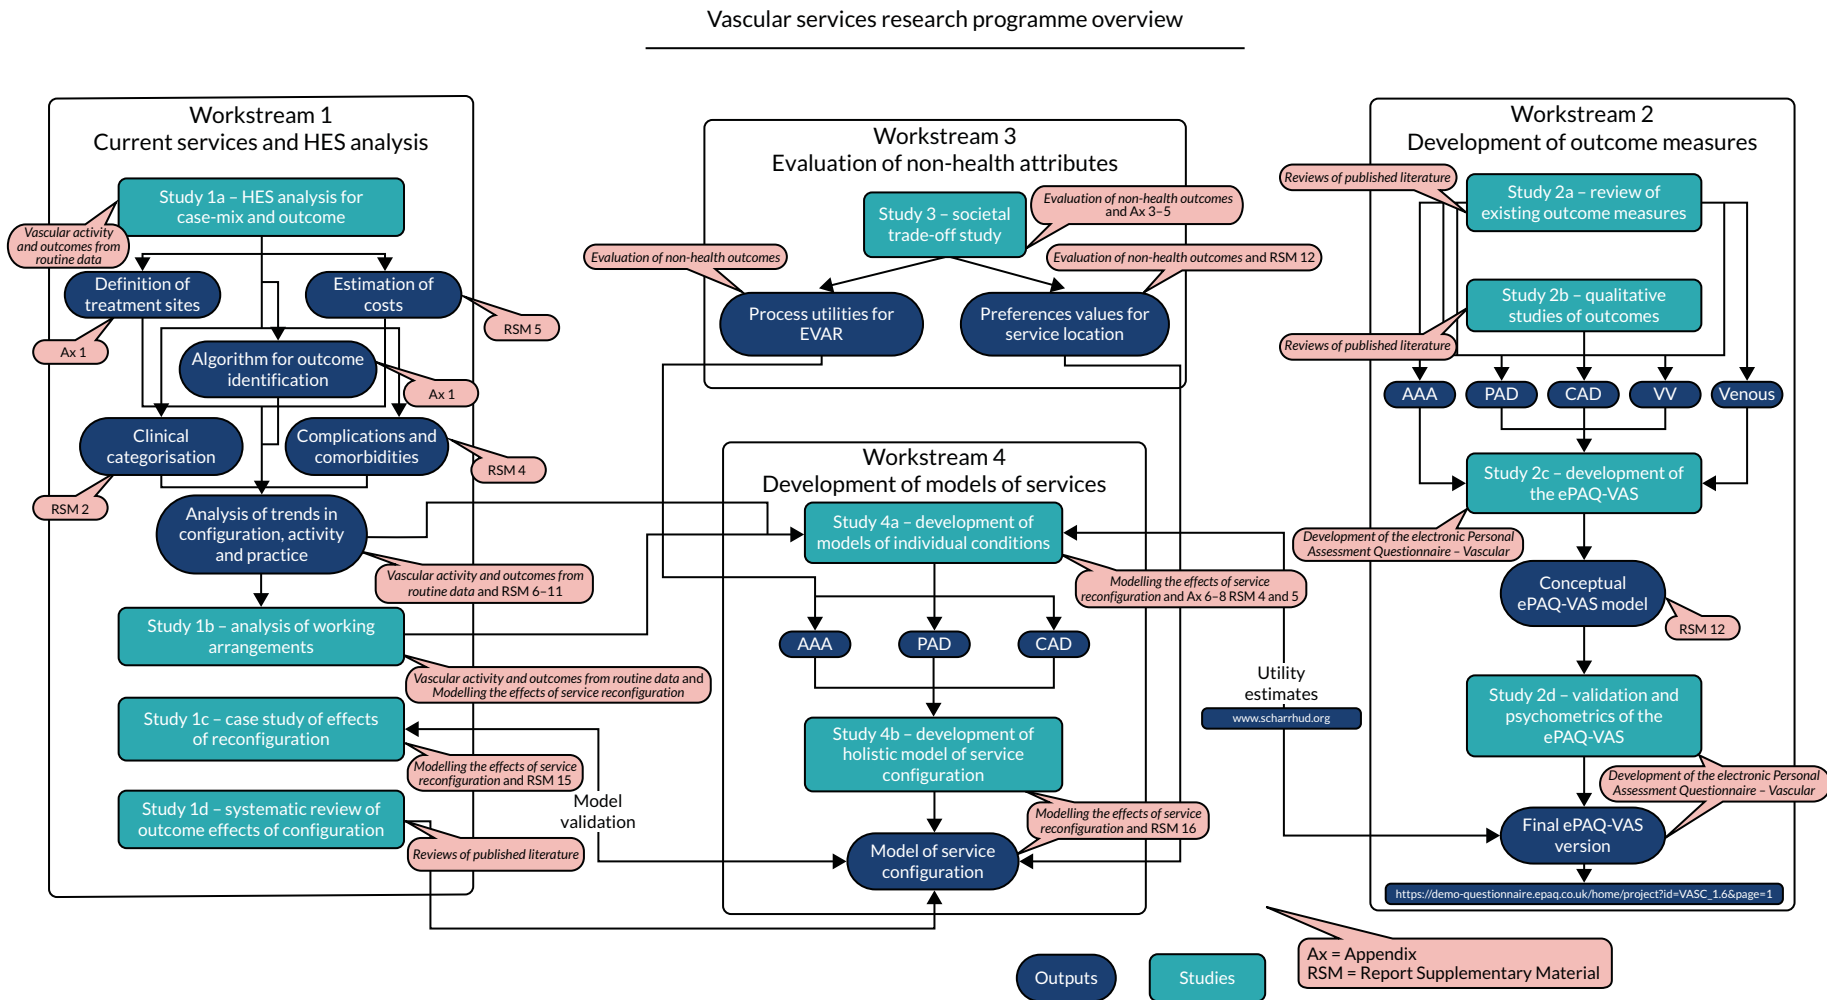 Vascular services research programme overview
Workstream 1
Current services and HES analysis
Study 1a – HES analysis for
case-mix and outcome
Vascular activity
and outcomes from
routine data
Definition of
treatment sites
Estimation of
costs
RSM 5
Ax 1
Algorithm for outcome
identification
Ax 1
Clinical
categorisation
Complications and
comorbidities
RSM 4
RSM 2
Analysis of trends in
configuration, activity
and practice
Vascular activity and outcomes from
routine data and RSM 6–11
Study 1b – analysis of working
arrangements
Vascular activity and outcomes from routine data and
Modelling the effects of service reconfiguration
Study 1c – case study of effects
of reconfiguration
Modelling the effects of service
reconfiguration and RSM 15
Study 1d – systematic review of
outcome effects of configuration
Reviews of published literature
Model
validation
Workstream 3
Evaluation of non-health attributes
Study 3 – societal
trade-off study
Evaluation of non-health outcomes
and Ax 3–5
Evaluation of non-health outcomes
Evaluation of non-health outcomes and RSM 12
Process utilities for
EVAR
Preferences values for
service location
Workstream 4
Development of models of services
Study 4a – development of
models of individual conditions
Modelling the effects of service
reconfiguration and Ax 6–8 RSM 4 and 5
AAA
PAD
CAD
Study 4b – development of
holistic model of service
configuration
Modelling the effects of service
reconfiguration and RSM 16
Model of service
configuration
Utility
estimates
www.scharrhud.org
Workstream 2
Development of outcome measures
Reviews of published literature
Study 2a – review of
existing outcome measures
Study 2b – qualitative
studies of outcomes
Reviews of published literature
AAA
PAD
CAD
VV
Venous
Study 2c – development of
the ePAQ-VAS
Development of the electronic Personal
Assessment Questionnaire – Vascular
Conceptual
ePAQ-VAS model
RSM 12
Study 2d – validation and
psychometrics of the
ePAQ-VAS
Development of the electronic Personal
Assessment Questionnaire – Vascular
Final ePAQ-VAS
version
https://demo-questionnaire.epaq.co.uk/home/project?id=VASC_1.6&page=1
Outputs
Studies
Ax = Appendix
RSM = Report Supplementary Material